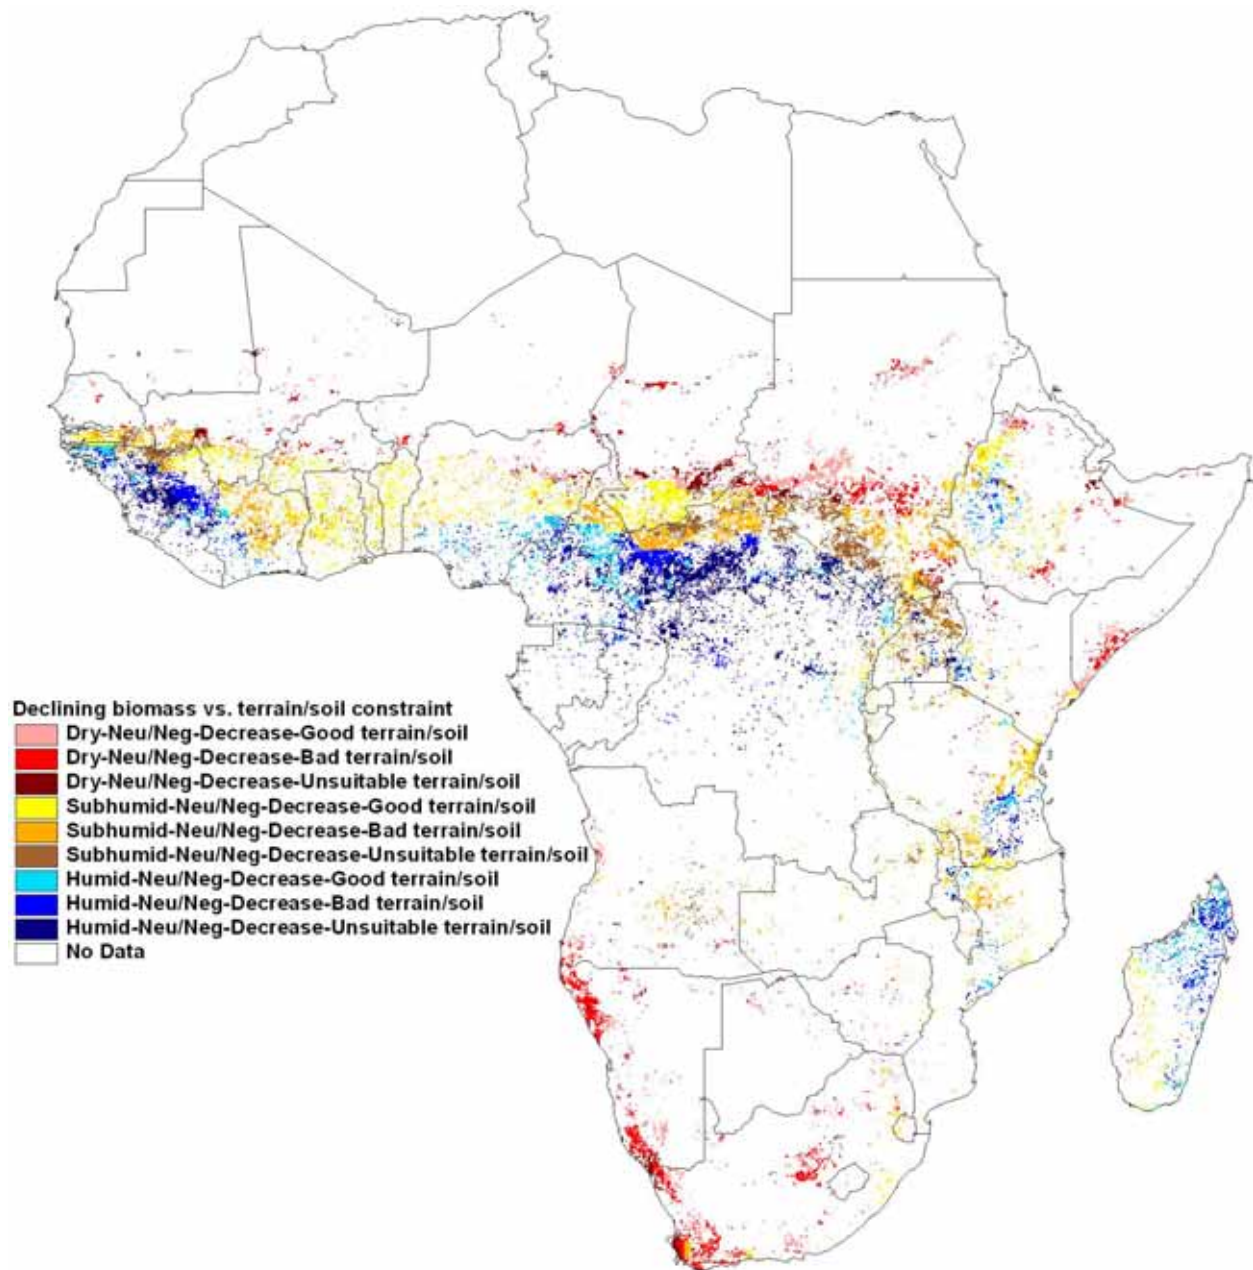 Declining biomass vs. terrain/soil constraint
Dry-Neu/Neg-Decrease-Good terrain/soil
Dry-Neu/Neg-Decrease-Bad terrain/soil
Dry-Neu/Neg-Decrease-Unsuitable terrain/soil
Subhumid-Neu/Neg-Decrease-Good terrain/soil
Subhumid-Neu/Neg-Decrease-Bad terrain/soil
Subhumid-Neu/Neg-Decrease-Unsuitable terrain/soil
Humid-Neu/Neg-Decrease-Good terrain/soil
Humid-Neu/Neg-Decrease-Bad terrain/soil
Humid-Neu/Neg-Decrease-Unsuitable terrain/soil
No Data